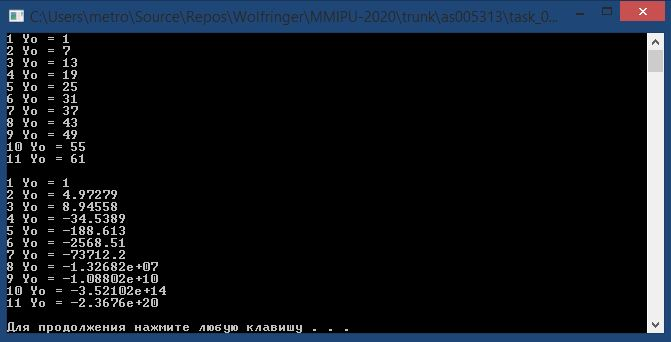 C:\Users\metro\Source\Repos\Wolfringer\MMIPU-2020\trunk\as005313\task_0...
1 Yo = 1
2 Yo = 7
3 Yo = 13
4 Yo = 19
5 Yo = 25
6 Yo = 31
7 Yo = 37
8 Yo = 43
9 Yo = 49
10 Yo = 55
11 Yo = 61
1 Yo = 1
2 Yo = 4.97279
3 Yo = 8.94558
4 Yo = -34.5389
5 Yo = -188.613
6 Yo = -2568.51
7 Yo = -73712.2
8 Yo = -1.32682e+07
9 Yo = -1.08802e+10
10 Yo = -3.52102e+14
11 Yo = -2.3676e+20
Для продолжения нажмите любую клавишу . . .